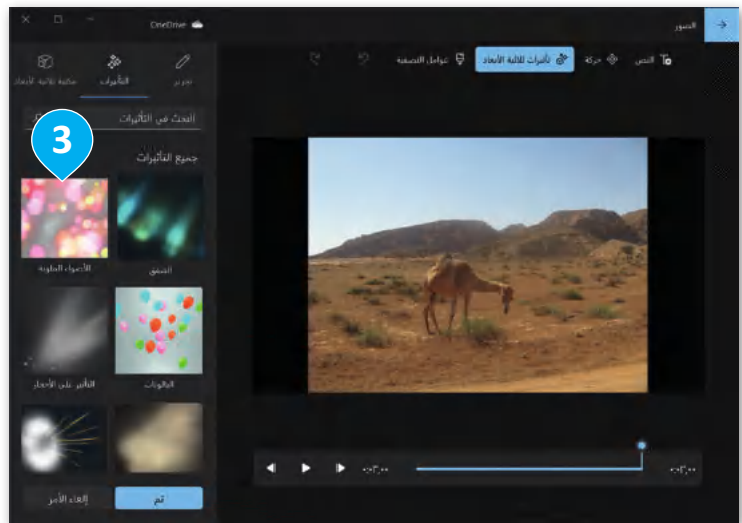 الصور
OneDrive
النص
حركة
تأثيرات ثلاثية الأبعاد
عوامل التصفية
تحرير
التأثيرات
مكتبة ثلاثية الأبعاد
البحث في التأثيرات
3
جميع التأثيرات
الشفق
الأضواء الملونة
البالونات
التأثير على الأحجار
تم
إلغاء الأمر